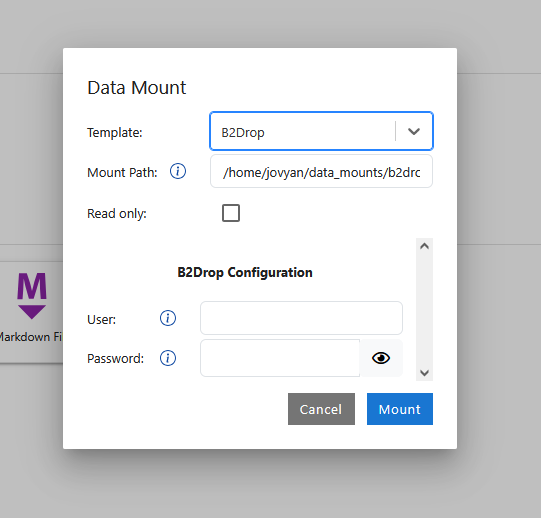 Data Mount
Template:
B2Drop
Mount Path:
/home/jovyan/data_mounts/b2drc
Read only:
B2Drop Configuration
M
Markdown Fi
User:
Password:
Cancel
Mount